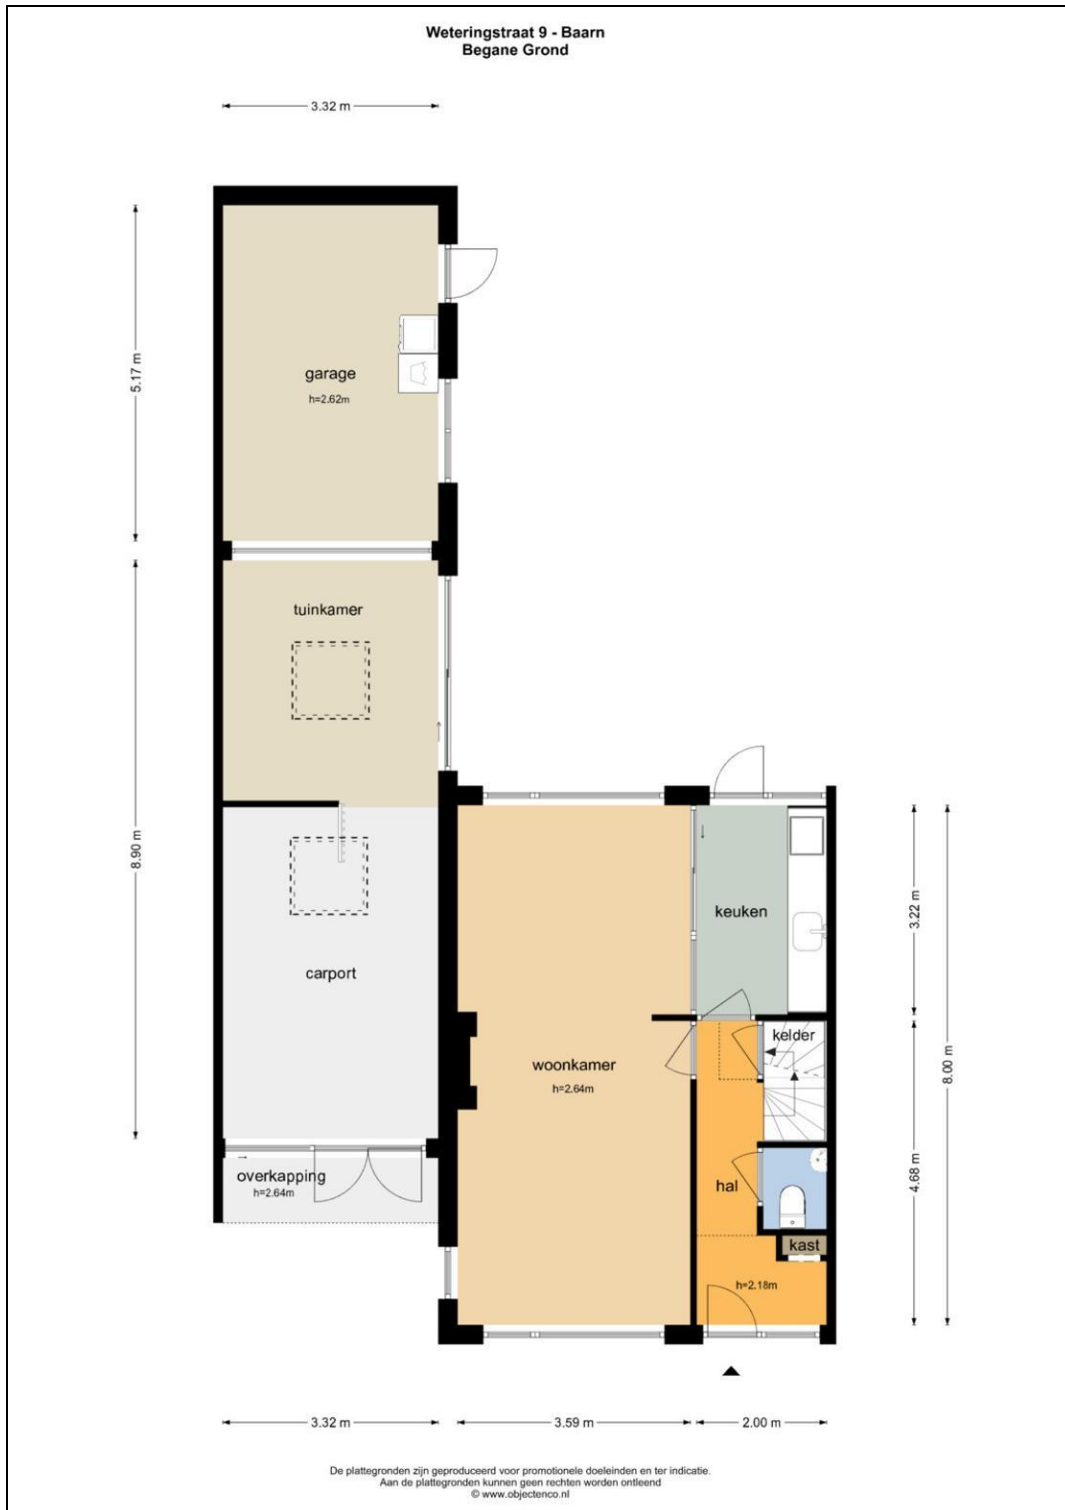 Weteringstraat 9 - Baarn
Begane Grond
3.32 m
5.17 m
garage
h=2.62m
tuinkamer
8.90 m
keuken
3.22 m
carport
kelder
woonkamer
h=2.64m
8.00 m
overkapping
h=2.64m
hal
4.68 m
kast
h=2.18m
3.32 m
3.59 m
2.00 m
De plattegronden zijn geproduceerd voor promotionele doeleinden en ter indicatie.
Aan de plattegronden kunnen geen rechten worden ontleend
© www.objectenco.nl